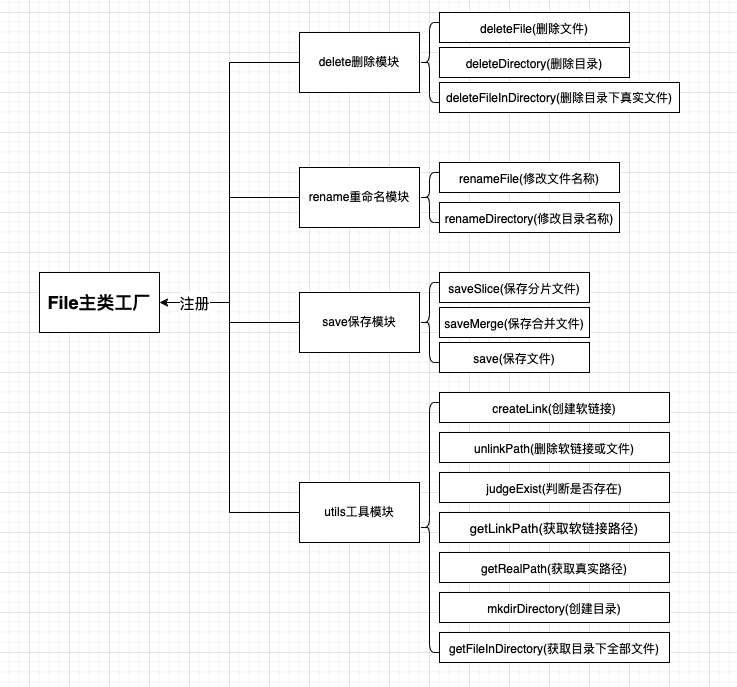 File主类工厂
注册
delete删除模块
deleteFile(删除文件)
deleteDirectory(删除目录)
deleteFileInDirectory(删除目录下真实文件)
rename重命名模块
renameFile(修改文件名称)
renameDirectory(修改目录名称)
save保存模块
saveSlice(保存分片文件)
saveMerge(保存合并文件)
save(保存文件)
utils工具模块
createLink(创建软链接)
unlinkPath(删除软链接或文件)
judgeExist(判断是否存在)
getLinkPath(获取软链接路径)
getRealPath(获取真实路径)
mkdirDirectory(创建目录)
getFileInDirectory(获取目录下全部文件)